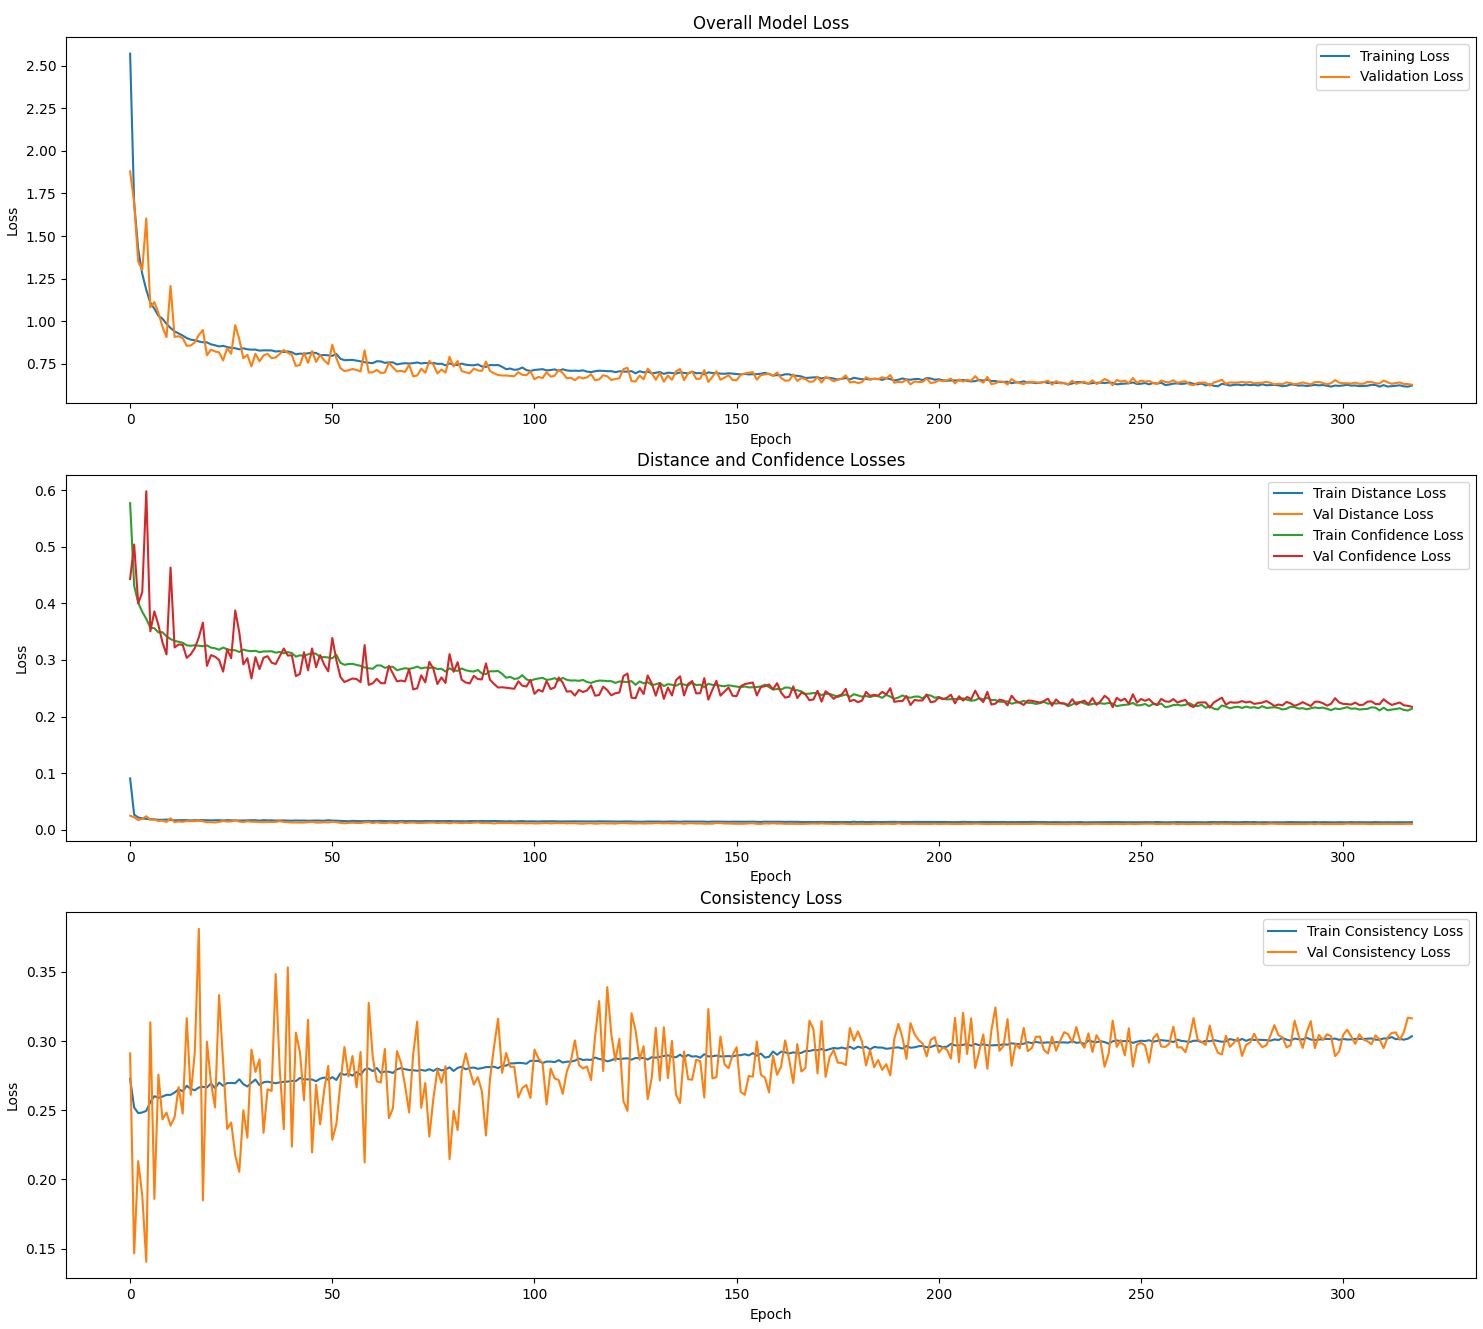 Overall Model Loss
Training Loss
Validation Loss
2.50
2.25
2.00
1.75
1.50
1.25
1.00
0.75
Loss
0 50 100 150 200 250 300
Epoch
Distance and Confidence Losses
Train Distance Loss
Val Distance Loss
Train Confidence Loss
Val Confidence Loss
0.6
0.5
0.4
0.3
0.2
0.1
0.0
Loss
0 50 100 150 200 250 300
Epoch
Consistency Loss
Train Consistency Loss
Val Consistency Loss
0.35
0.30
0.25
0.20
0.15
Loss
0 50 100 150 200 250 300
Epoch